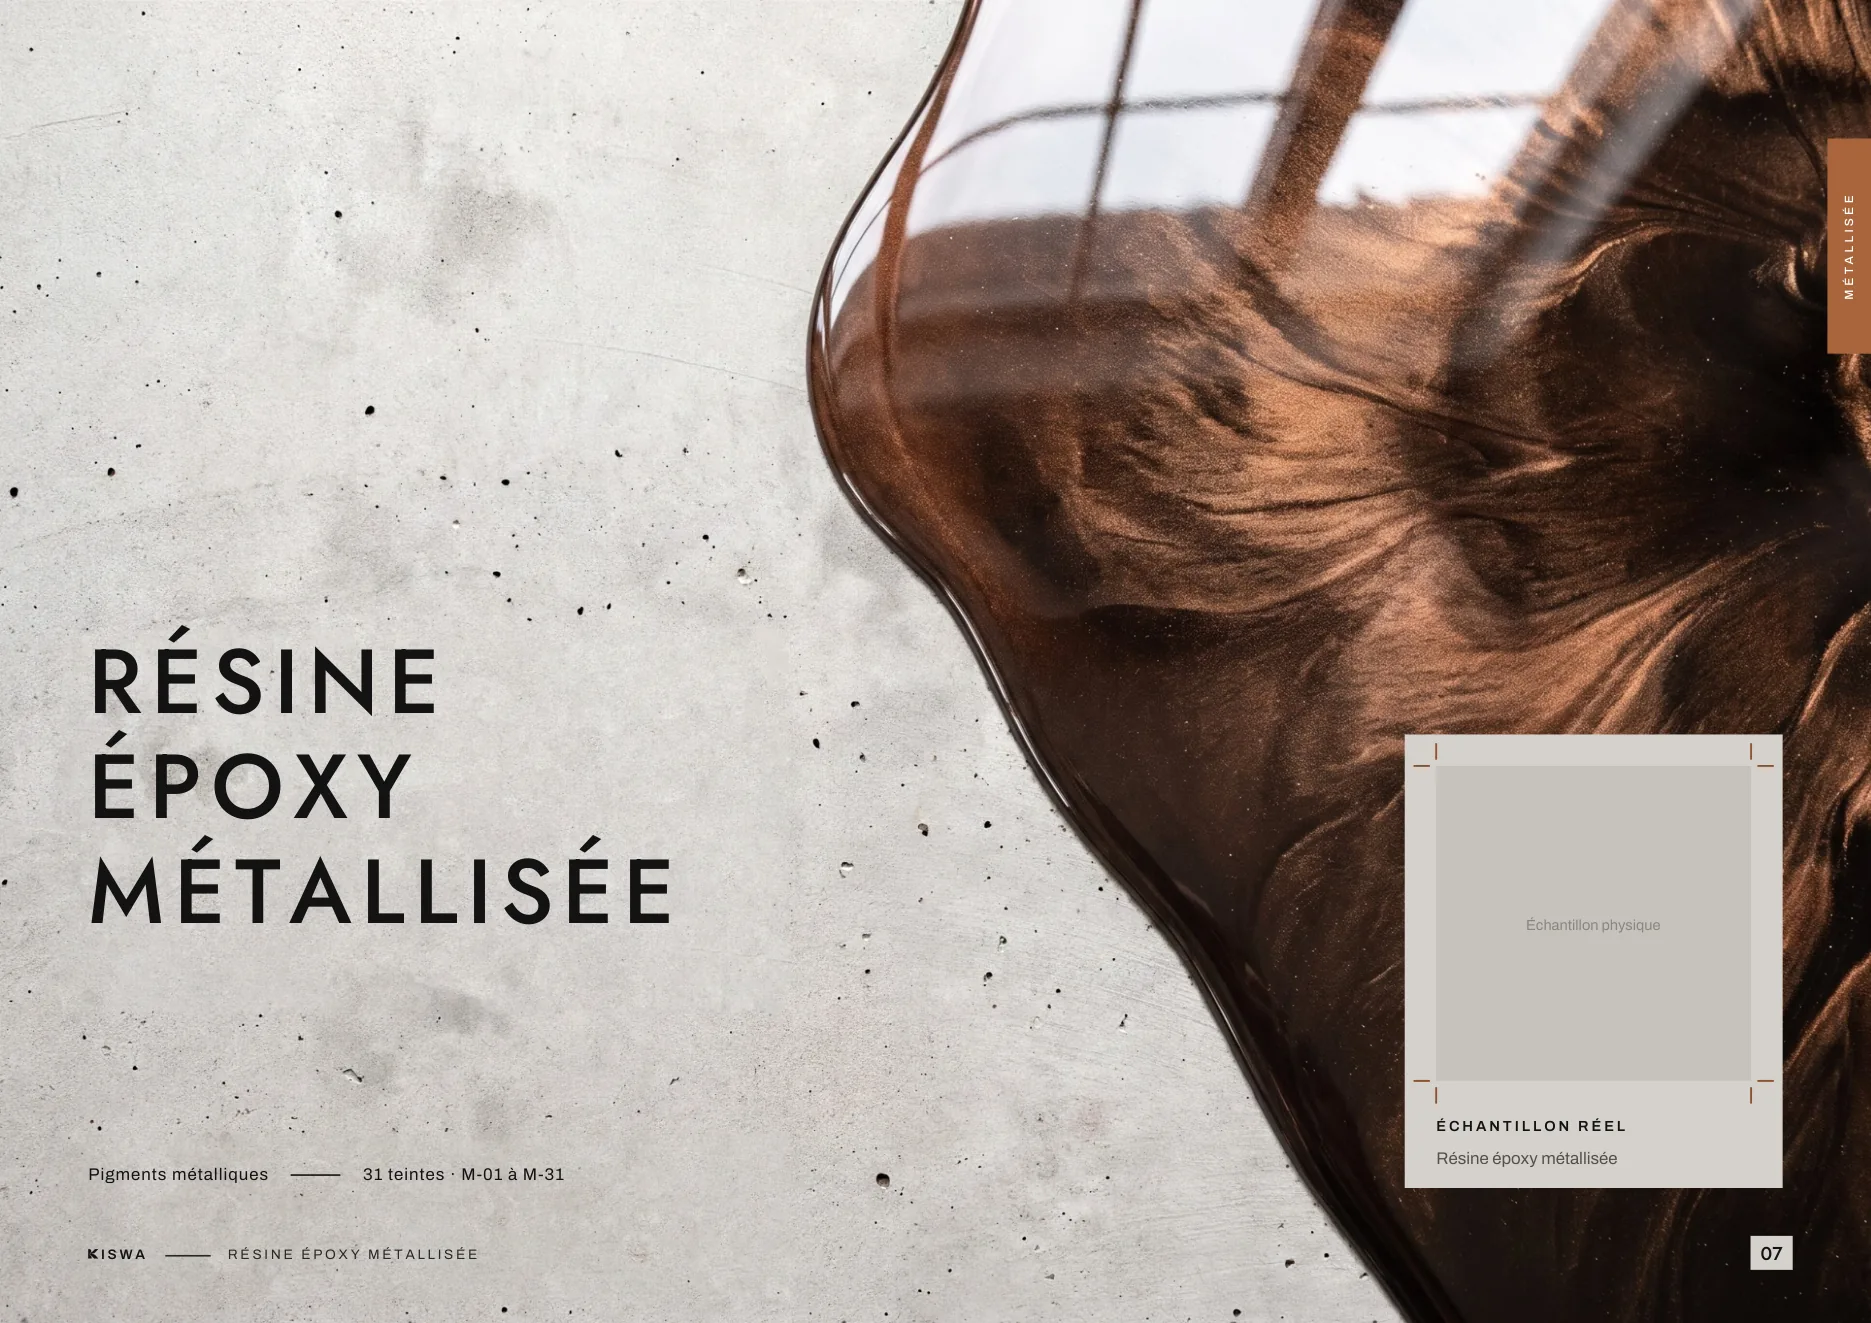 MÉTALLISÉE
RÉSINE
ÉPOXY
MÉTALLISÉE
Échantillon physique
ÉCHANTILLON RÉEL
Résine époxy métallisée
Pigments métalliques — 31 teintes · M-01 à M-31
KISWA — RÉSINE ÉPOXY MÉTALLISÉE
07